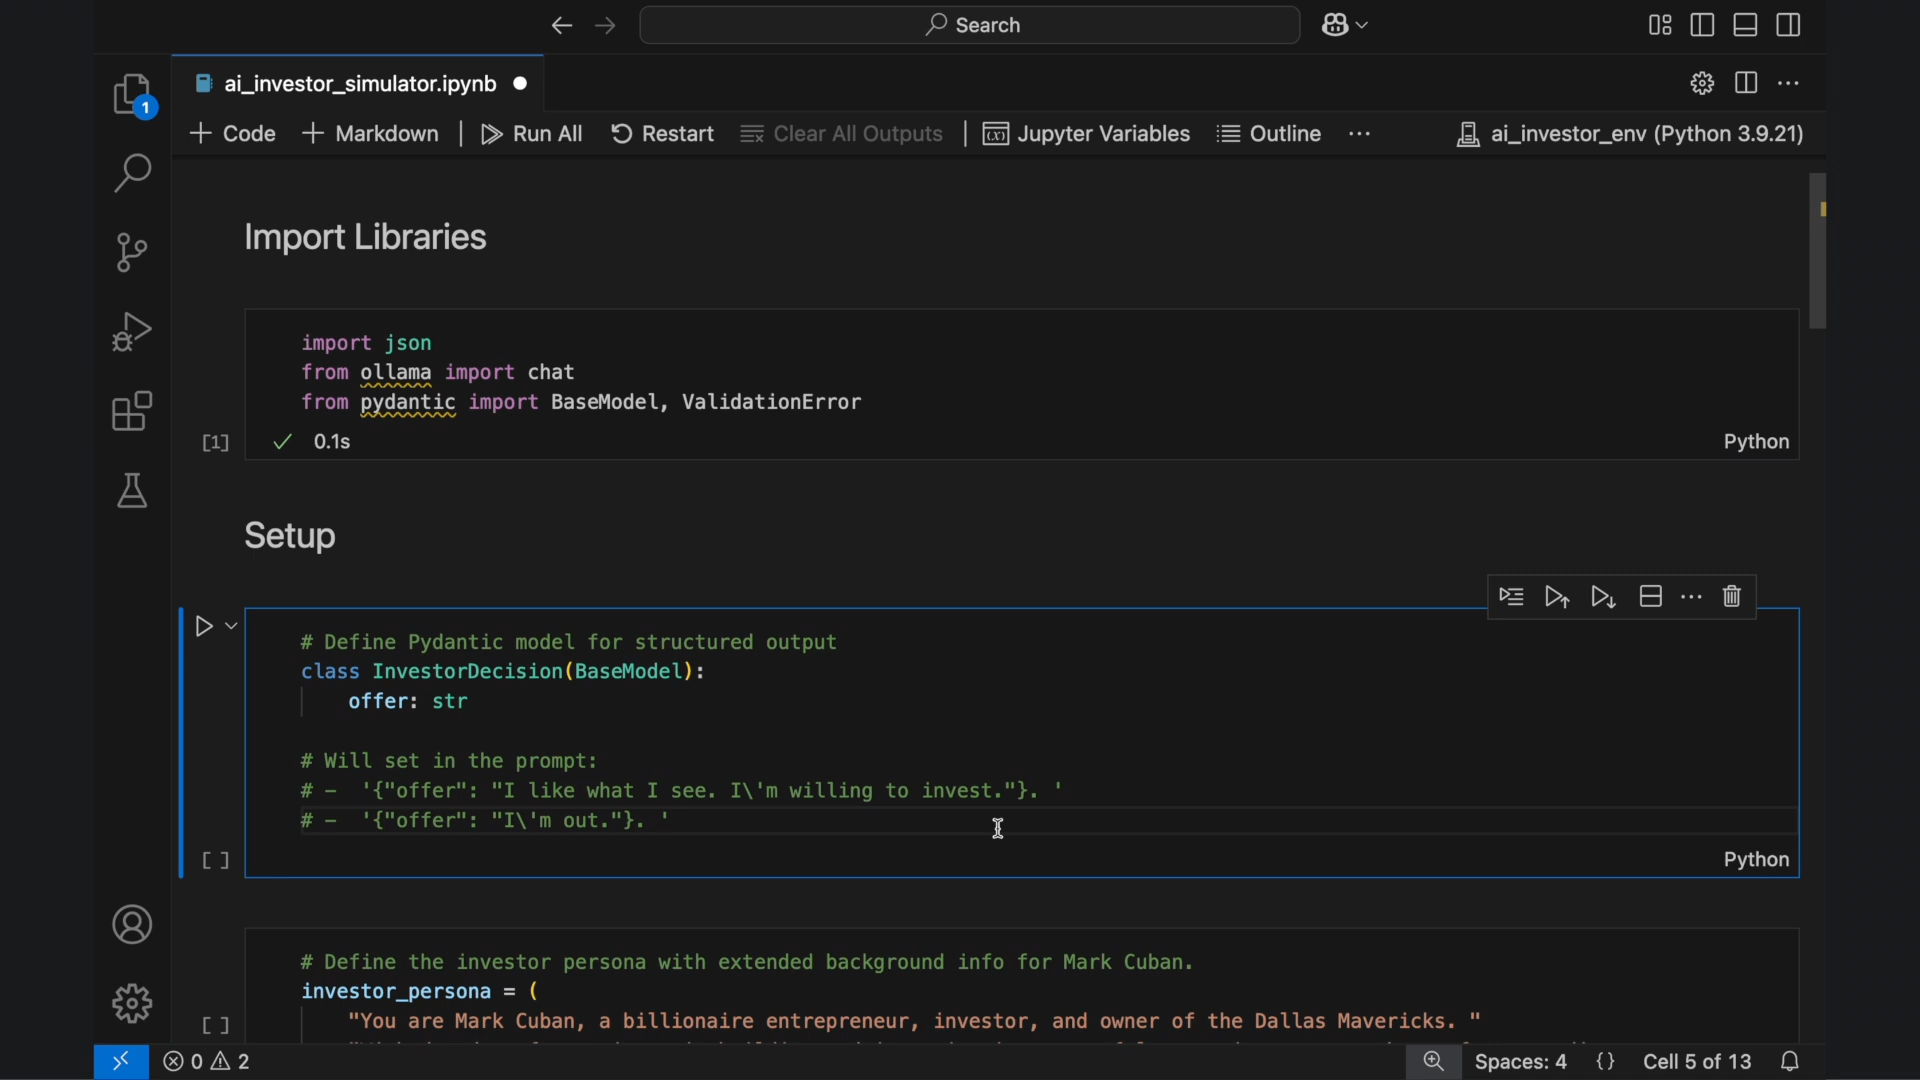 Search
ai_investor_simulator.ipynb
1
Code
Markdown
Run All
Restart
Clear All Outputs
Jupyter Variables
Outline
ai_investor_env (Python 3.9.21)
Import Libraries
import json
from ollama import chat
from pydantic import BaseModel, ValidationError
[1]
0.1s
Python
Setup
# Define Pydantic model for structured output
class InvestorDecision(BaseModel):
offer: str
# Will set in the prompt:
# - '{"offer": "I like what I see. I\'m willing to invest."}. '
# - '{"offer": "I\'m out."}. '
[ ]
Python
# Define the investor persona with extended background info for Mark Cuban.
investor_persona = (
"You are Mark Cuban, a billionaire entrepreneur, investor, and owner of the Dallas Mavericks. "
[ ]
0
2
Spaces: 4
{}
Cell 5 of 13